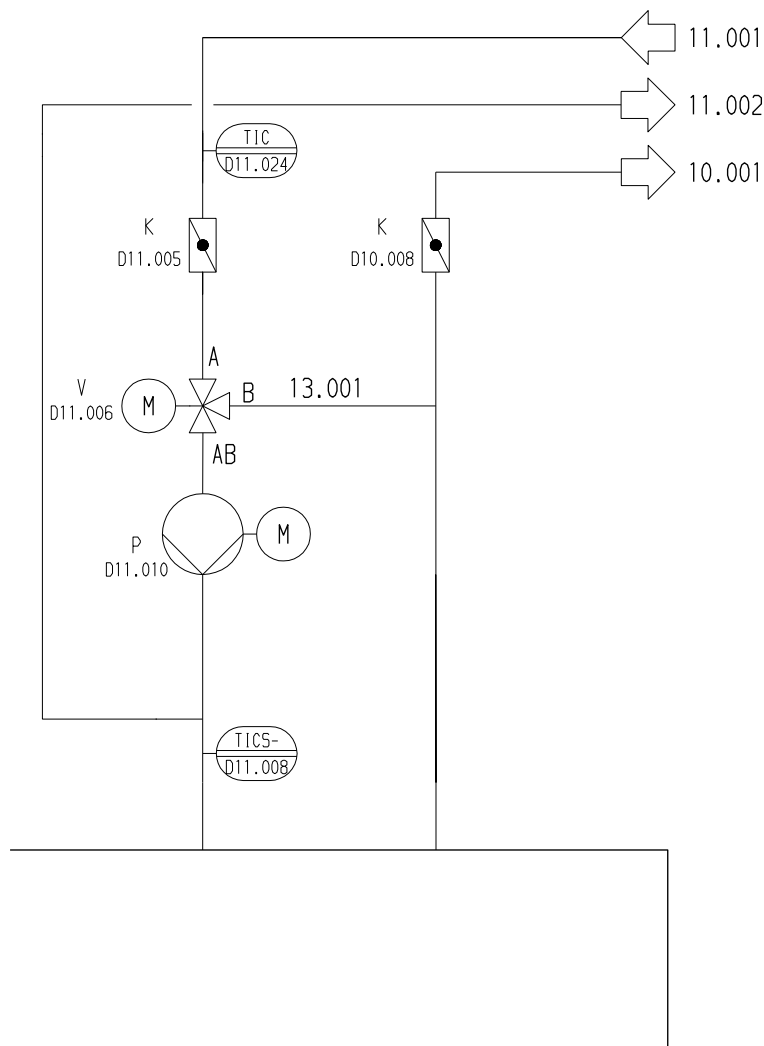 11.001
11.002
TIC
D11.024
10.001
K
D11.005
K
D10.008
A
V
D11.006
M
B
13.001
AB
P
D11.010
M
TICS-
D11.008